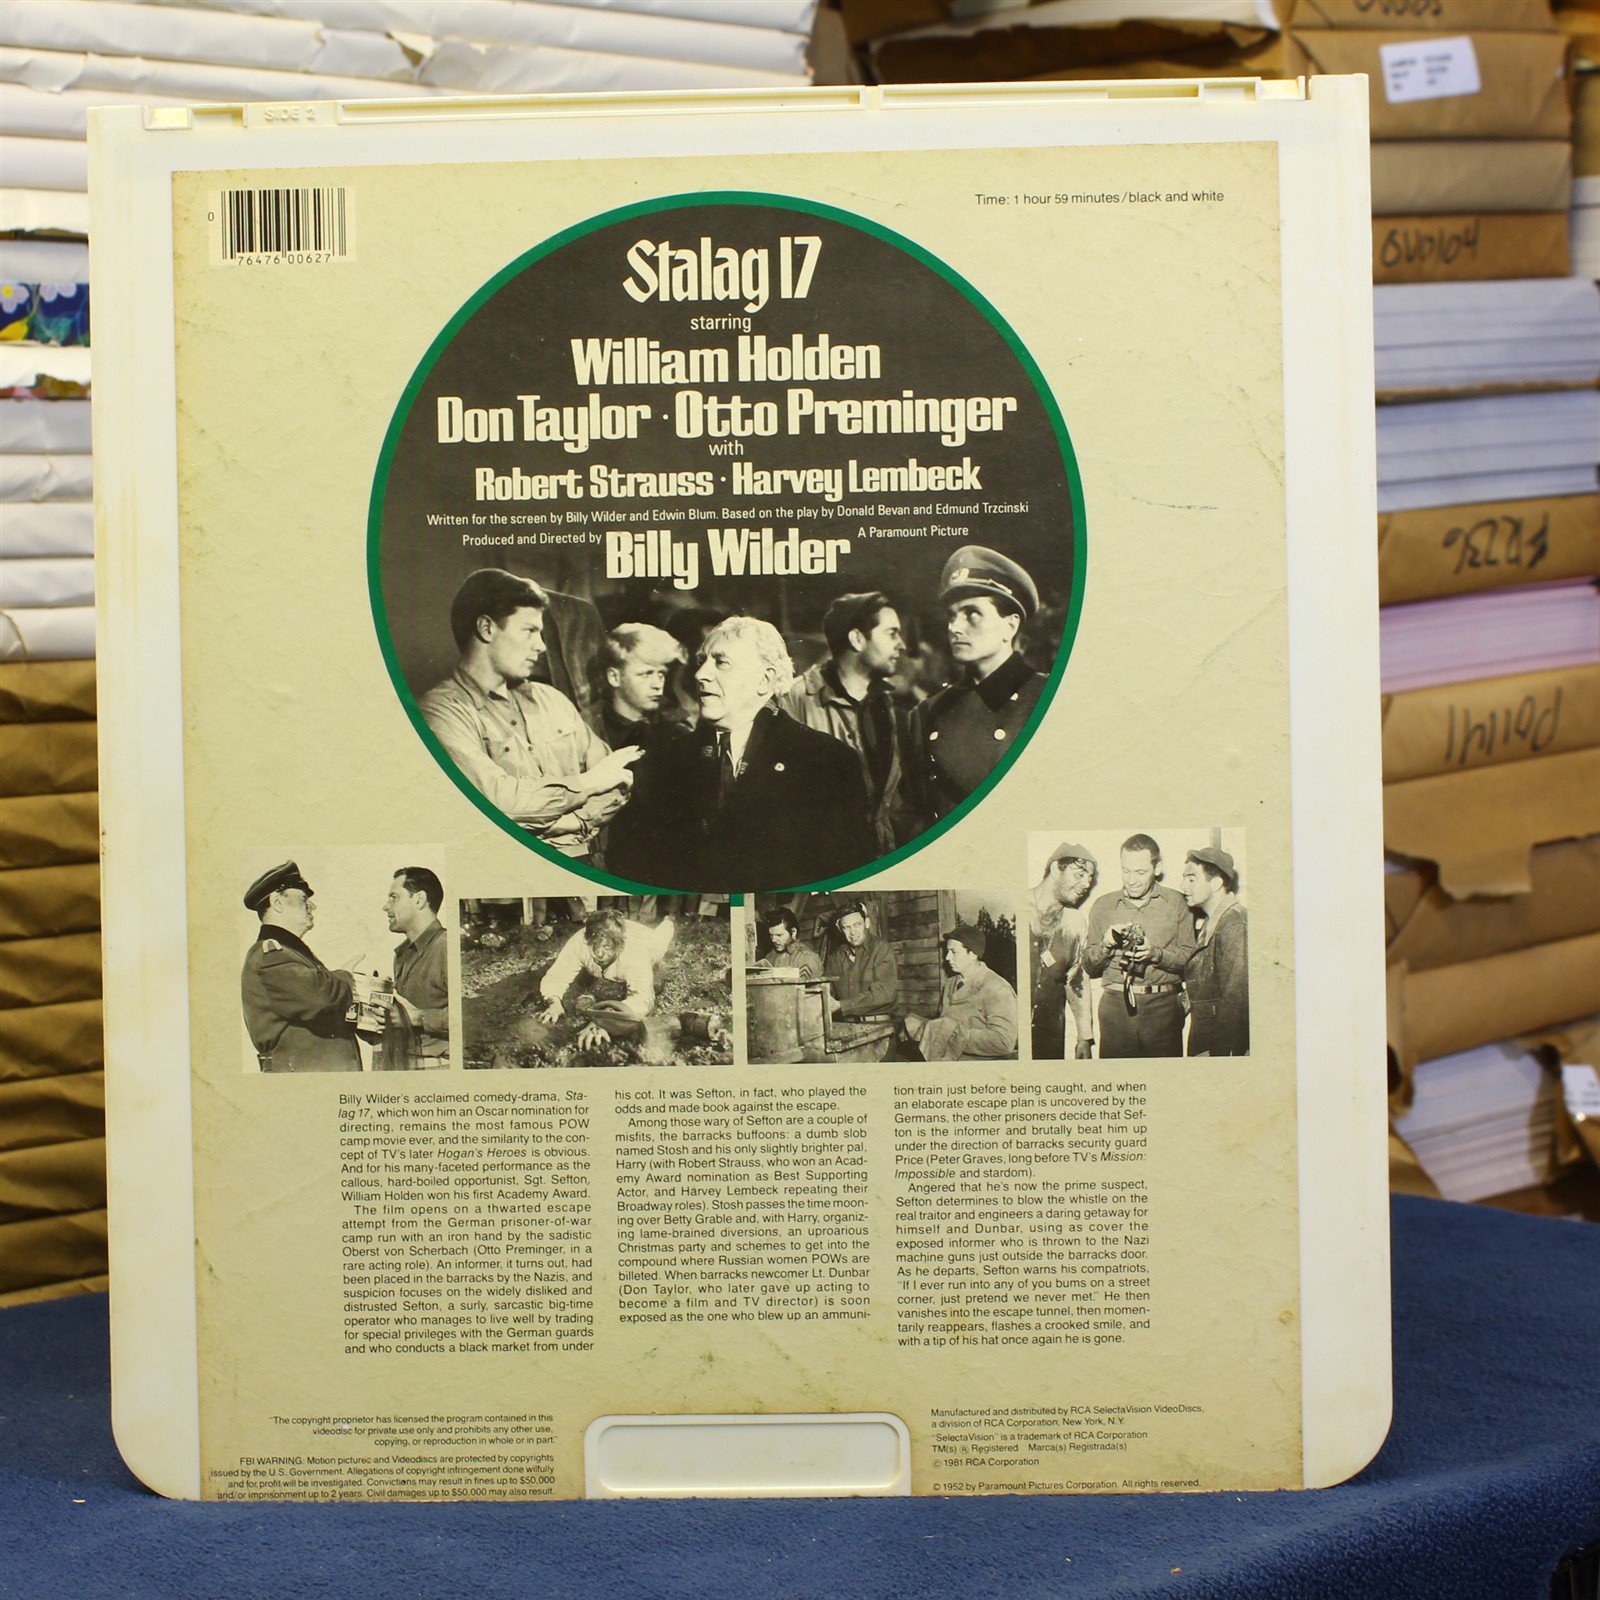 SIDE 2
0
76476 00627
Time: 1 hour 59 minutes/black and white
Stalag 17
starring
William Holden
Don Taylor · Otto Preminger
with
Robert Strauss · Harvey Lembeck
Written for the screen by Billy Wilder and Edwin Blum. Based on the play by Donald Bevan and Edmund Trzcinski
Produced and Directed by Billy Wilder A Paramount Picture
Billy Wilder's acclaimed comedy-drama, Sta-
lag 17, which won him an Oscar nomination for
directing, remains the most famous POW
camp movie ever, and the similarity to the con-
cept of TV's later Hogan's Heroes is obvious.
And for his many-faceted performance as the
callous, hard-boiled opportunist, Sgt. Sefton,
William Holden won his first Academy Award.
The film opens on a thwarted escape
attempt from the German prisoner-of-war
camp run with an iron hand by the sadistic
Oberst von Scherbach (Otto Preminger, in a
rare acting role). An informer, it turns out, had
been placed in the barracks by the Nazis, and
suspicion focuses on the widely disliked and
distrusted Sefton, a surly, sarcastic big-time
operator who manages to live well by trading
for special privileges with the German guards
and who conducts a black market from under
his cot. It was Sefton, in fact, who played the
odds and made book against the escape.
Among those wary of Sefton are a couple of
misfits, the barracks buffoons: a dumb slob
named Stosh and his only slightly brighter pal,
Harry (with Robert Strauss, who won an Acad-
emy Award nomination as Best Supporting
Actor, and Harvey Lembeck repeating their
Broadway roles). Stosh passes the time moon-
ing over Betty Grable and, with Harry, organiz-
ing lame-brained diversions, an uproarious
Christmas party and schemes to get into the
compound where Russian women POWs are
billeted. When barracks newcomer Lt. Dunbar
(Don Taylor, who later gave up acting to
become a film and TV director) is soon
exposed as the one who blew up an ammuni-
tion train just before being caught, and when
an elaborate escape plan is uncovered by the
Germans, the other prisoners decide that Sef-
ton is the informer and brutally beat him up
under the direction of barracks security guard
Price (Peter Graves, long before TV's Mission:
Impossible and stardom).
Angered that he's now the prime suspect,
Sefton determines to blow the whistle on the
real traitor and engineers a daring getaway for
himself and Dunbar, using as cover the
exposed informer who is thrown to the Nazi
machine guns just outside the barracks door.
As he departs, Sefton warns his compatriots,
"If I ever run into any of you bums on a street
corner, just pretend we never met." He then
vanishes into the escape tunnel, then momen-
tarily reappears, flashes a crooked smile, and
with a tip of his hat once again he is gone.
"The copyright proprietor has licensed the program contained in this
videodisc for private use only and prohibits any other use,
copying, or reproduction in whole or in part."
FBI WARNING: Motion pictures and Videodiscs are protected by copyrights
issued by the U.S. Government. Allegations of copyright infringement done wilfully
and for profit will be investigated. Convictions may result in fines up to $50,000
and/or imprisonment up to 2 years. Civil damages up to $50,000 may also result.
Manufactured and distributed by RCA SelectaVision VideoDiscs,
a division of RCA Corporation, New York, N.Y.
"SelectaVision" is a trademark of RCA Corporation
TM(s) ® Registered Marca(s) Registrada(s)
© 1981 RCA Corporation
© 1952 by Paramount Pictures Corporation. All rights reserved.
PO1141